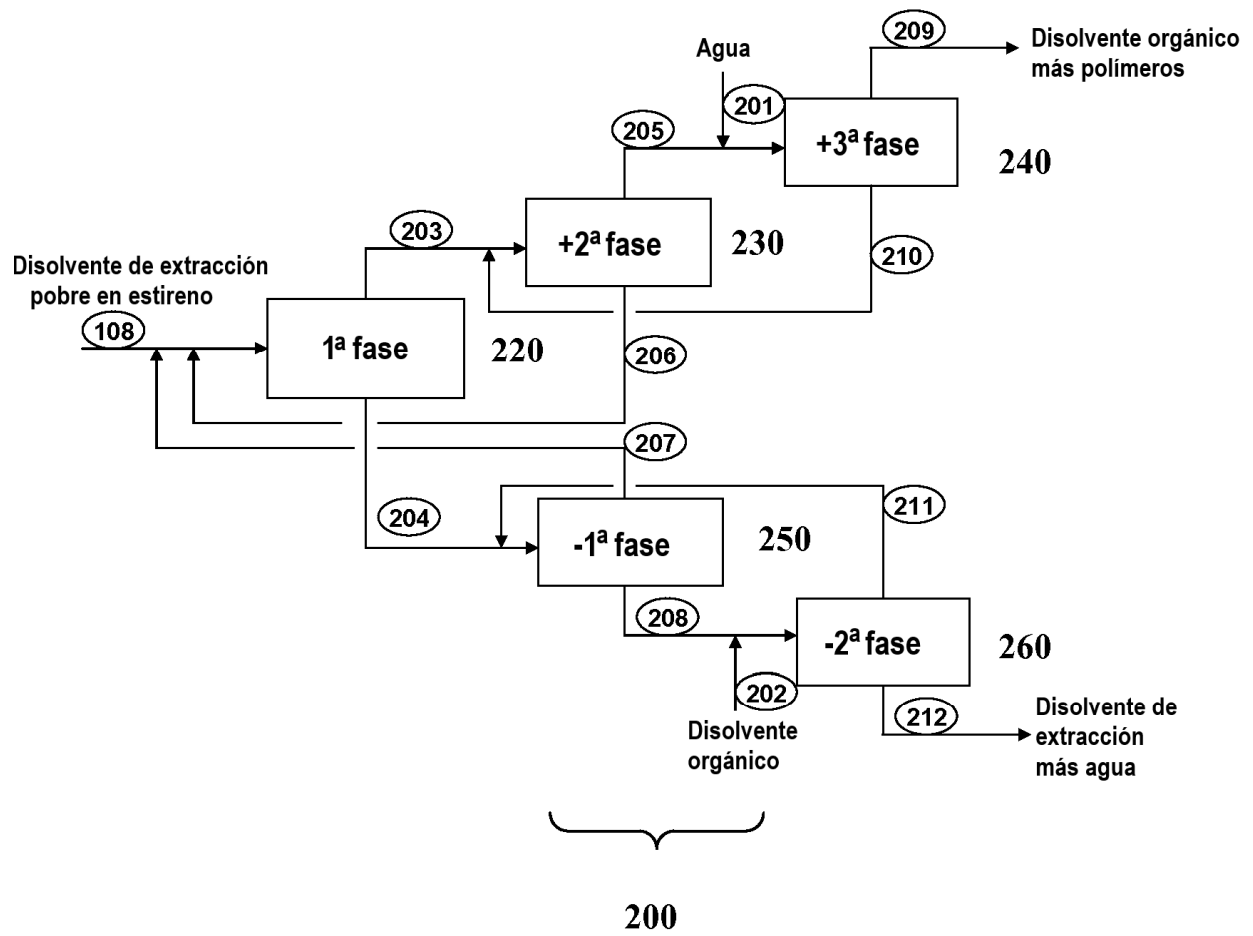 209
Disolvente orgánico
más polímeros
Agua
201
205
+3ª fase
240
203
+2ª fase
230
210
Disolvente de extracción
pobre en estireno
108
1ª fase
220
206
207
204
211
-1ª fase
250
208
-2ª fase
260
202
Disolvente
orgánico
212
Disolvente de
extracción
más agua
200